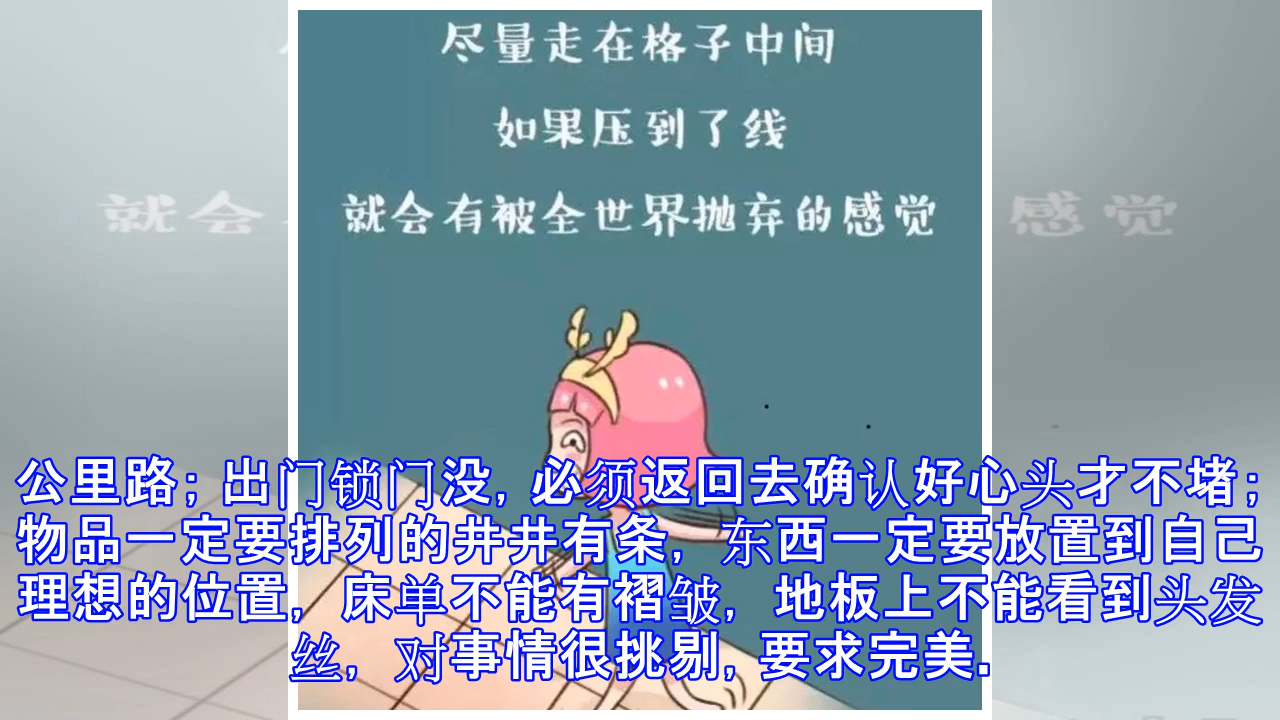 尽量走在格子中间
如果压到了线
就会有被全世界抛弃的感觉
就会
感觉
公里路；出门锁门没，必须返回去确认好心头才不堵；
物品一定要排列的井井有条，东西一定要放置到自己
理想的位置，床单不能有褶皱，地板上不能看到头发
丝，对事情很挑剔，要求完美.